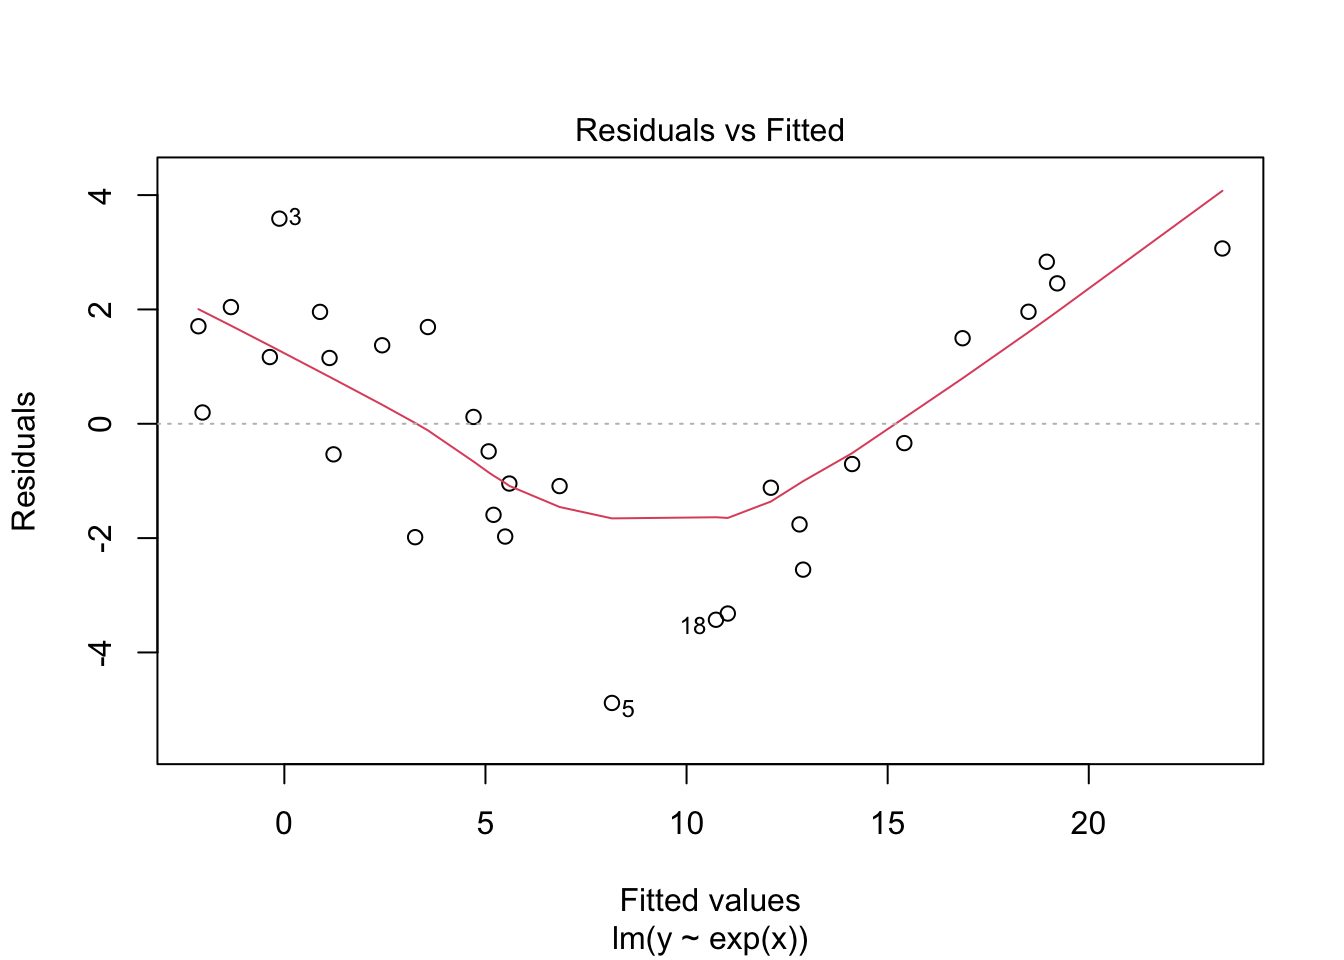 Residuals vs Fitted
Residuals
4
2
0
-2
-4
3
18
5
0 5 10 15 20
Fitted values
lm(y ~ exp(x))